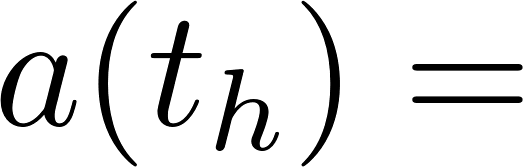 a(t_h) =